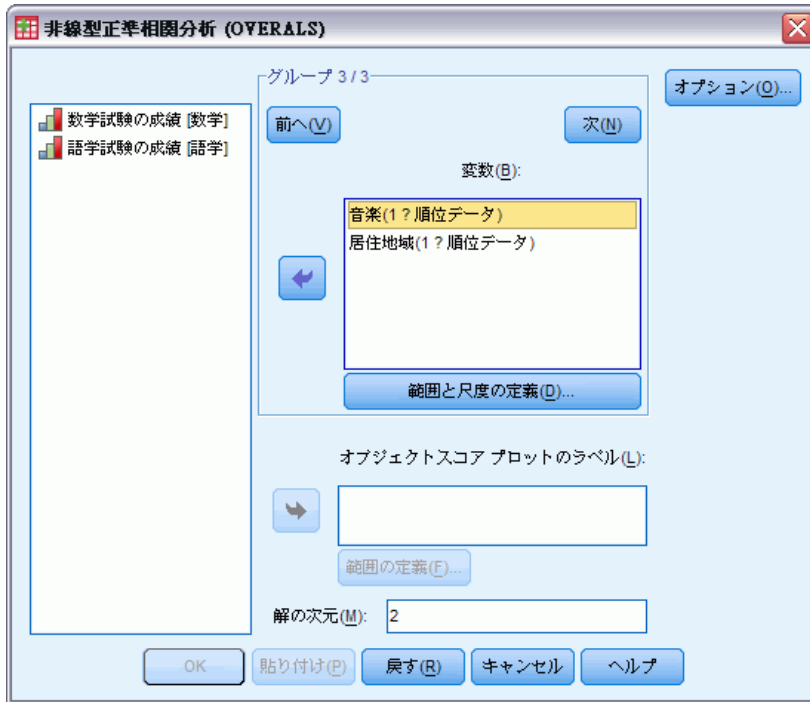 非線型正準相関分析 (OVERALS)
グループ 3 / 3
オプション(O)...
数学試験の成績 [数学]
語学試験の成績 [語学]
前へ(V)
次(N)
変数(B):
音楽(1 ? 順位データ)
居住地域(1 ? 順位データ)
範囲と尺度の定義(D)...
オブジェクトスコア プロットのラベル(L):
範囲の定義(F)...
解の次元(M):
2
OK
貼り付け(P)
戻す(R)
キャンセル
ヘルプ